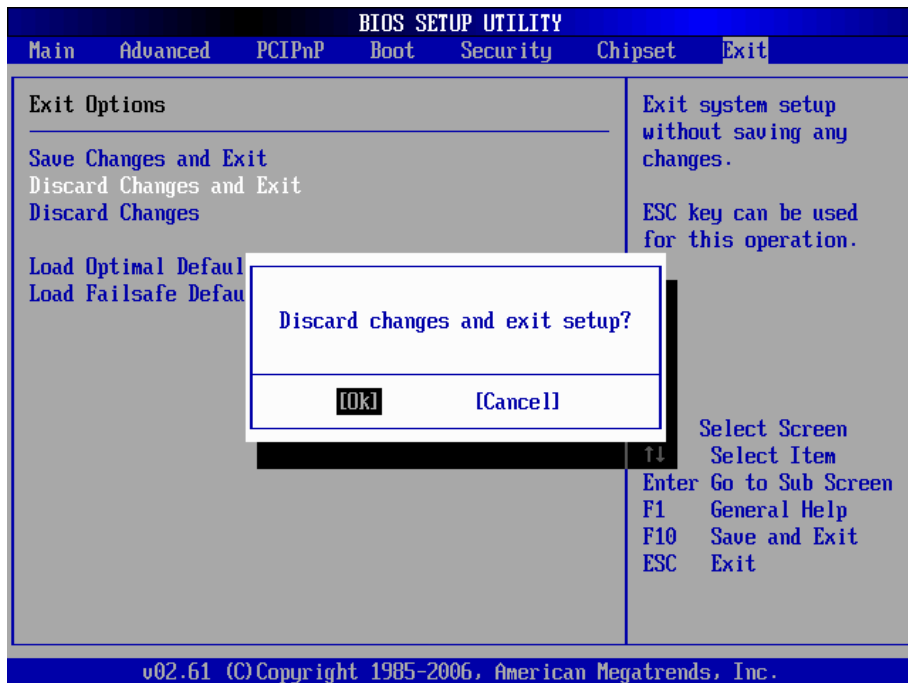 BIOS SETUP UTILITY
Main Advanced PCIPnP Boot Security Chipset Exit
Exit Options
Save Changes and Exit
Discard Changes and Exit
Discard Changes
Load Optimal Defaul
Load Failsafe Defau
Discard changes and exit setup?
[Ok] [Cancel]
Exit system setup
without saving any
changes.
ESC key can be used
for this operation.
Select Screen
↑↓ Select Item
Enter Go to Sub Screen
F1 General Help
F10 Save and Exit
ESC Exit
v02.61 (C)Copyright 1985-2006, American Megatrends, Inc.